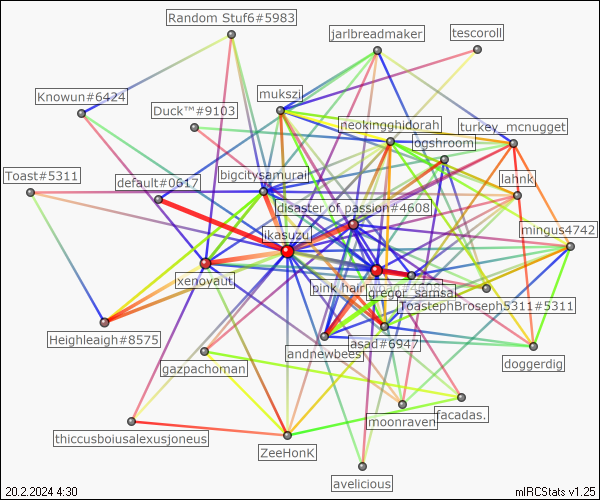 Random Stuf6#5983
jarlbreadmaker
tescoroll
Knowun#6424
mukszi
Duck™#9103
neokingghidorah
turkey_mcnugget
ogshroom
Toast#5311
default#0617
bigcitysamurai
lahnk
disaster of passion#4608
ikasuzu
mingus4742
xenovaut
pink hair
gregor_samsa
ToastephBroseph5311#5311
Heighleaigh#8575
andnewbees
asad#6947
gazpachoman
doggerdig
moonraven
facadas.
thiccusboiusalexusjoneus
ZeeHonK
avelicious
20.2.2024 4:30
mIRCStats v1.25